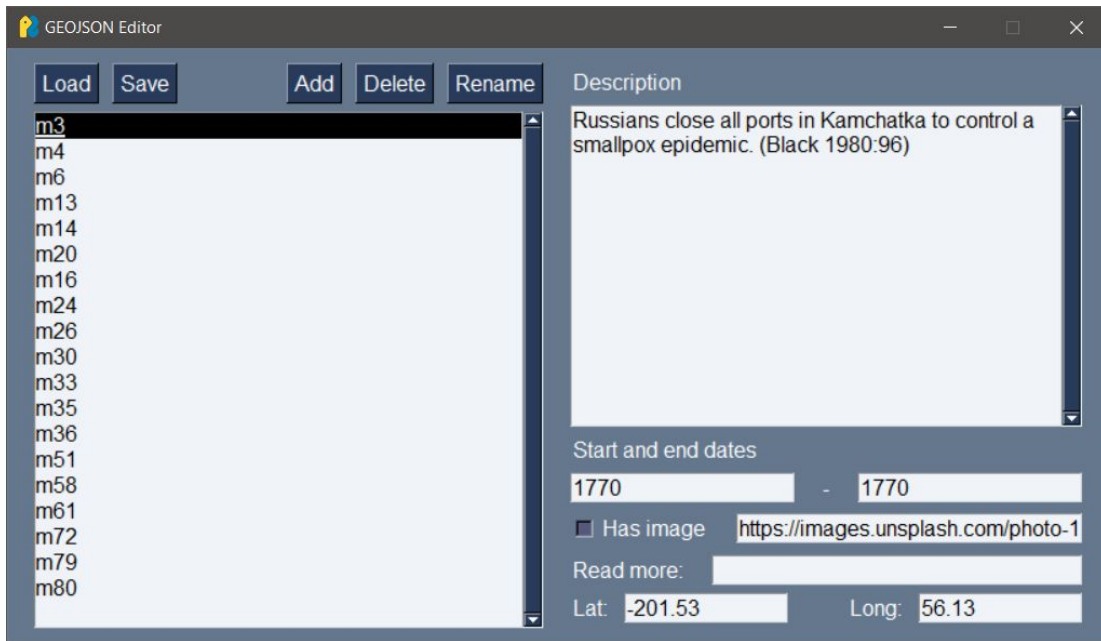 GEOJSON Editor
Load Save Add Delete Rename
m3
m4
m6
m13
m14
m20
m16
m24
m26
m30
m33
m35
m36
m51
m58
m61
m72
m79
m80
Description
Russians close all ports in Kamchatka to control a
smallpox epidemic. (Black 1980:96)
Start and end dates
1770 - 1770
Has image https://images.unsplash.com/photo-1
Read more:
Lat: -201.53 Long: 56.13